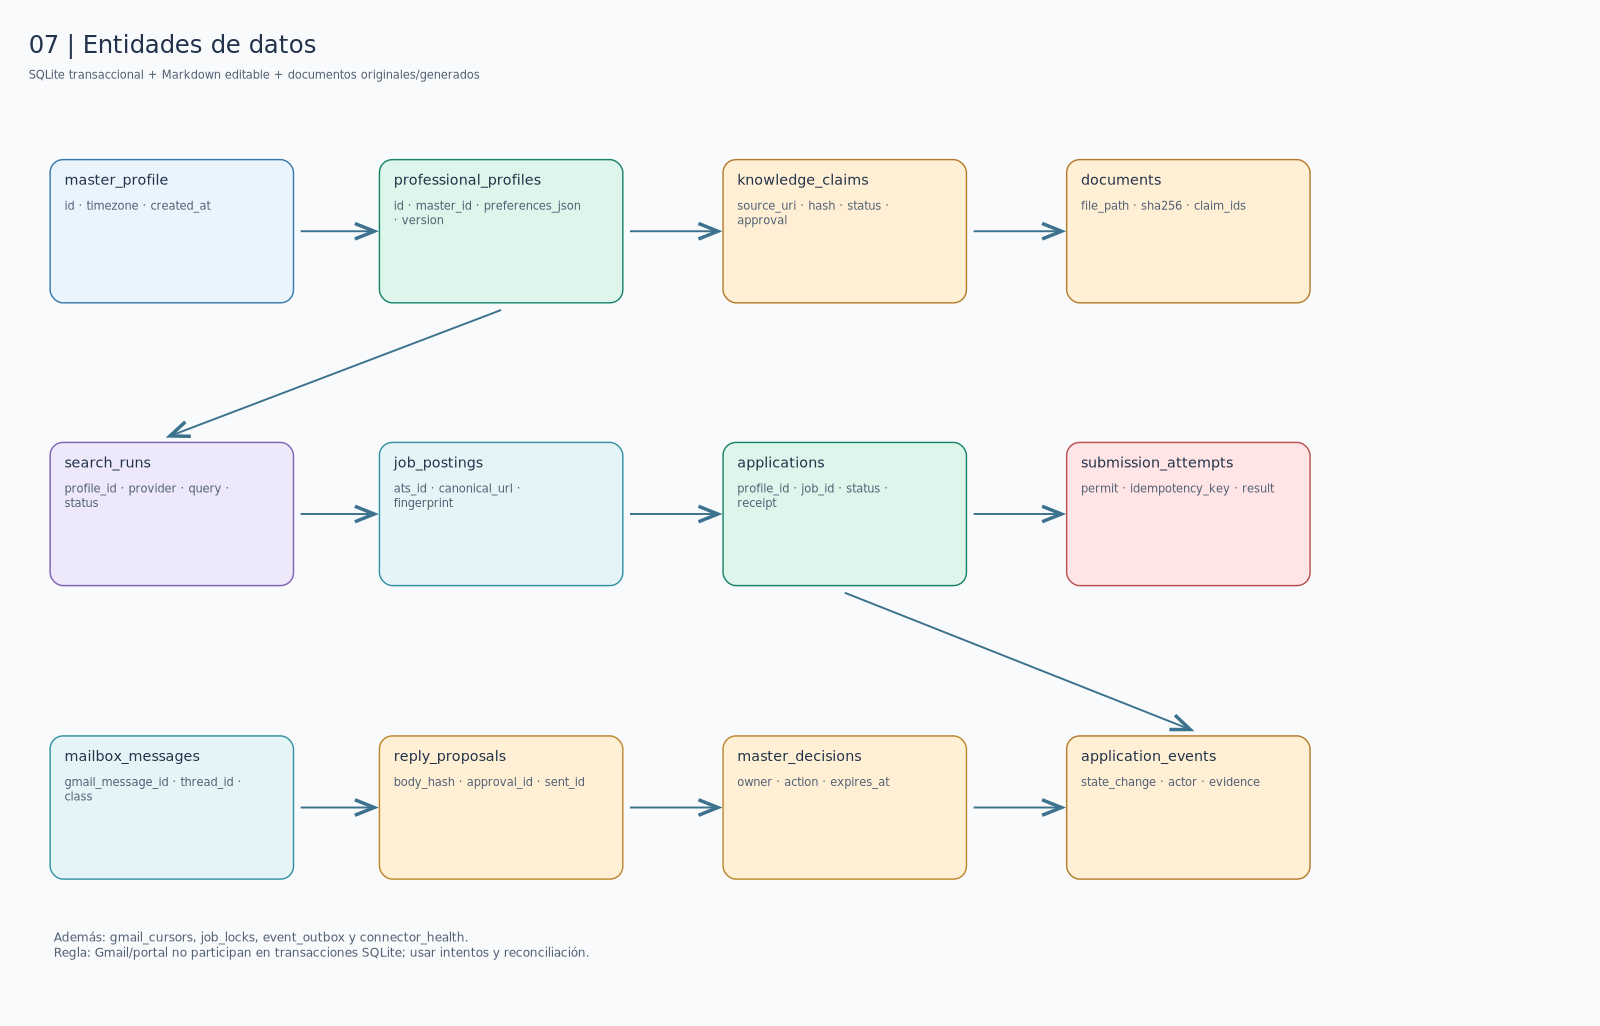 07 | Entidades de datos
SQLite transaccional + Markdown editable + documentos originales/generados
master_profile
id · timezone · created_at
professional_profiles
id · master_id · preferences_json
· version
knowledge_claims
source_uri · hash · status ·
approval
documents
file_path · sha256 · claim_ids
search_runs
profile_id · provider · query ·
status
job_postings
ats_id · canonical_url ·
fingerprint
applications
profile_id · job_id · status ·
receipt
submission_attempts
permit · idempotency_key · result
mailbox_messages
gmail_message_id · thread_id ·
class
reply_proposals
body_hash · approval_id · sent_id
master_decisions
owner · action · expires_at
application_events
state_change · actor · evidence
Además: gmail_cursors, job_locks, event_outbox y connector_health.
Regla: Gmail/portal no participan en transacciones SQLite; usar intentos y reconciliación.